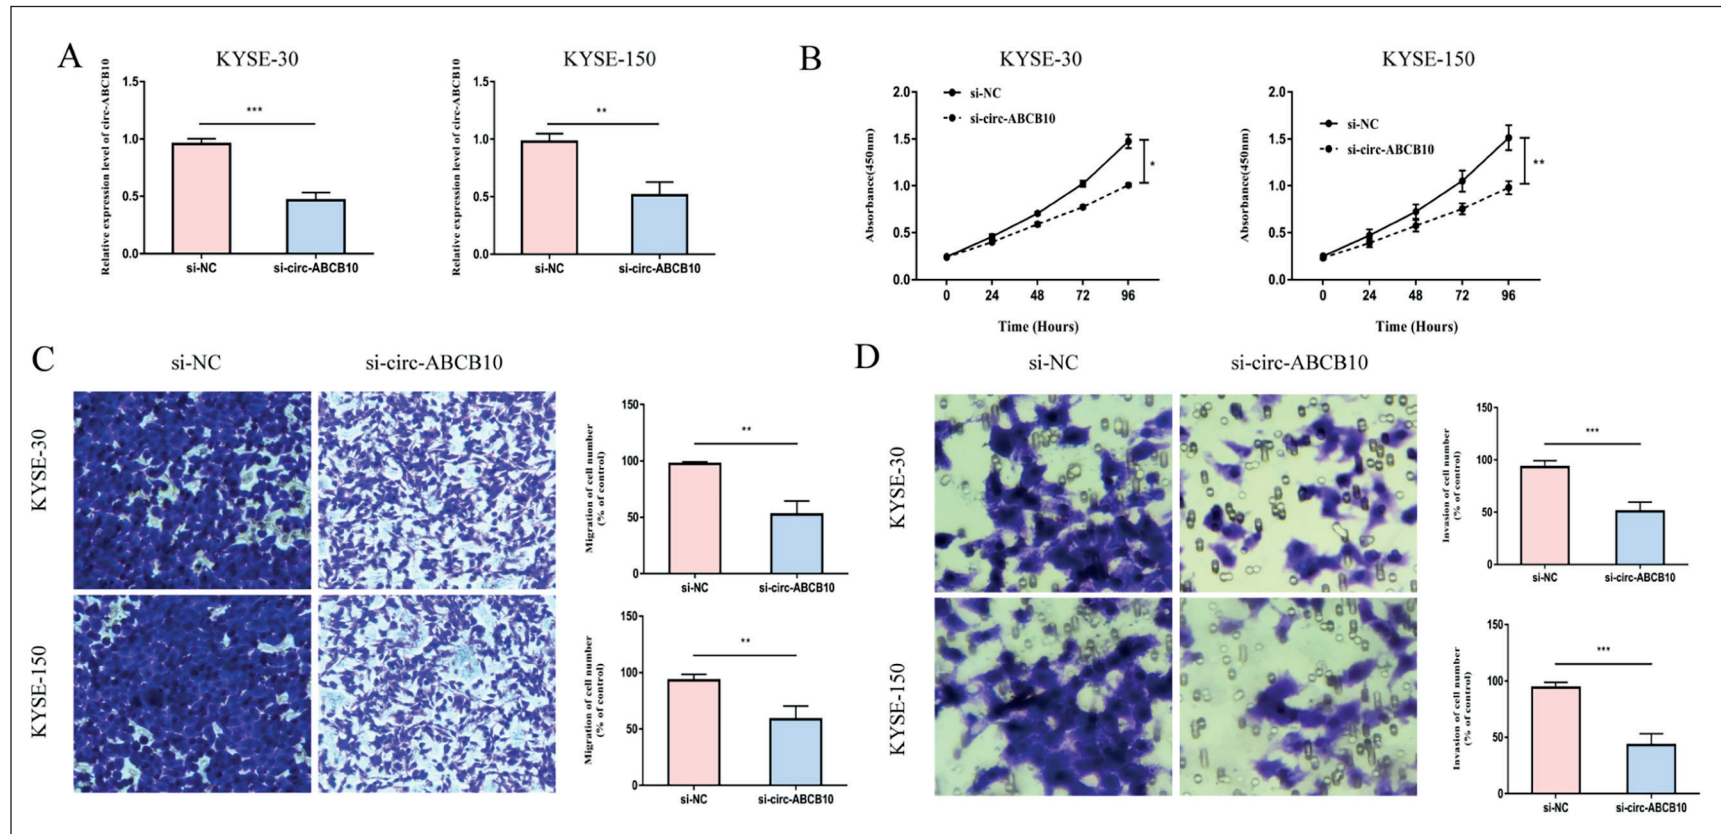 A
KYSE-30
Relative expression level of circ-ABCB10
1.5
1.0
0.5
0.0
***
si-NC
si-circ-ABCB10
KYSE-150
Relative expression level of circ-ABCB10
1.5
1.0
0.5
0.0
**
si-NC
si-circ-ABCB10
B
KYSE-30
Absorbance(450nm)
2.0
1.5
1.0
0.5
0.0
si-NC
si-circ-ABCB10
*
0 24 48 72 96
Time (Hours)
KYSE-150
Absorbance(450nm)
2.0
1.5
1.0
0.5
0.0
si-NC
si-circ-ABCB10
**
0 24 48 72 96
Time (Hours)
C
si-NC
si-circ-ABCB10
KYSE-30
Migration of cell number
(% of control)
150
100
50
0
**
si-NC
si-circ-ABCB10
KYSE-150
Migration of cell number
(% of control)
150
100
50
0
**
si-NC
si-circ-ABCB10
D
si-NC
si-circ-ABCB10
KYSE-30
Invasion of cell number
(% of control)
150
100
50
0
***
si-NC
si-circ-ABCB10
KYSE-150
Invasion of cell number
(% of control)
150
100
50
0
***
si-NC
si-circ-ABCB10